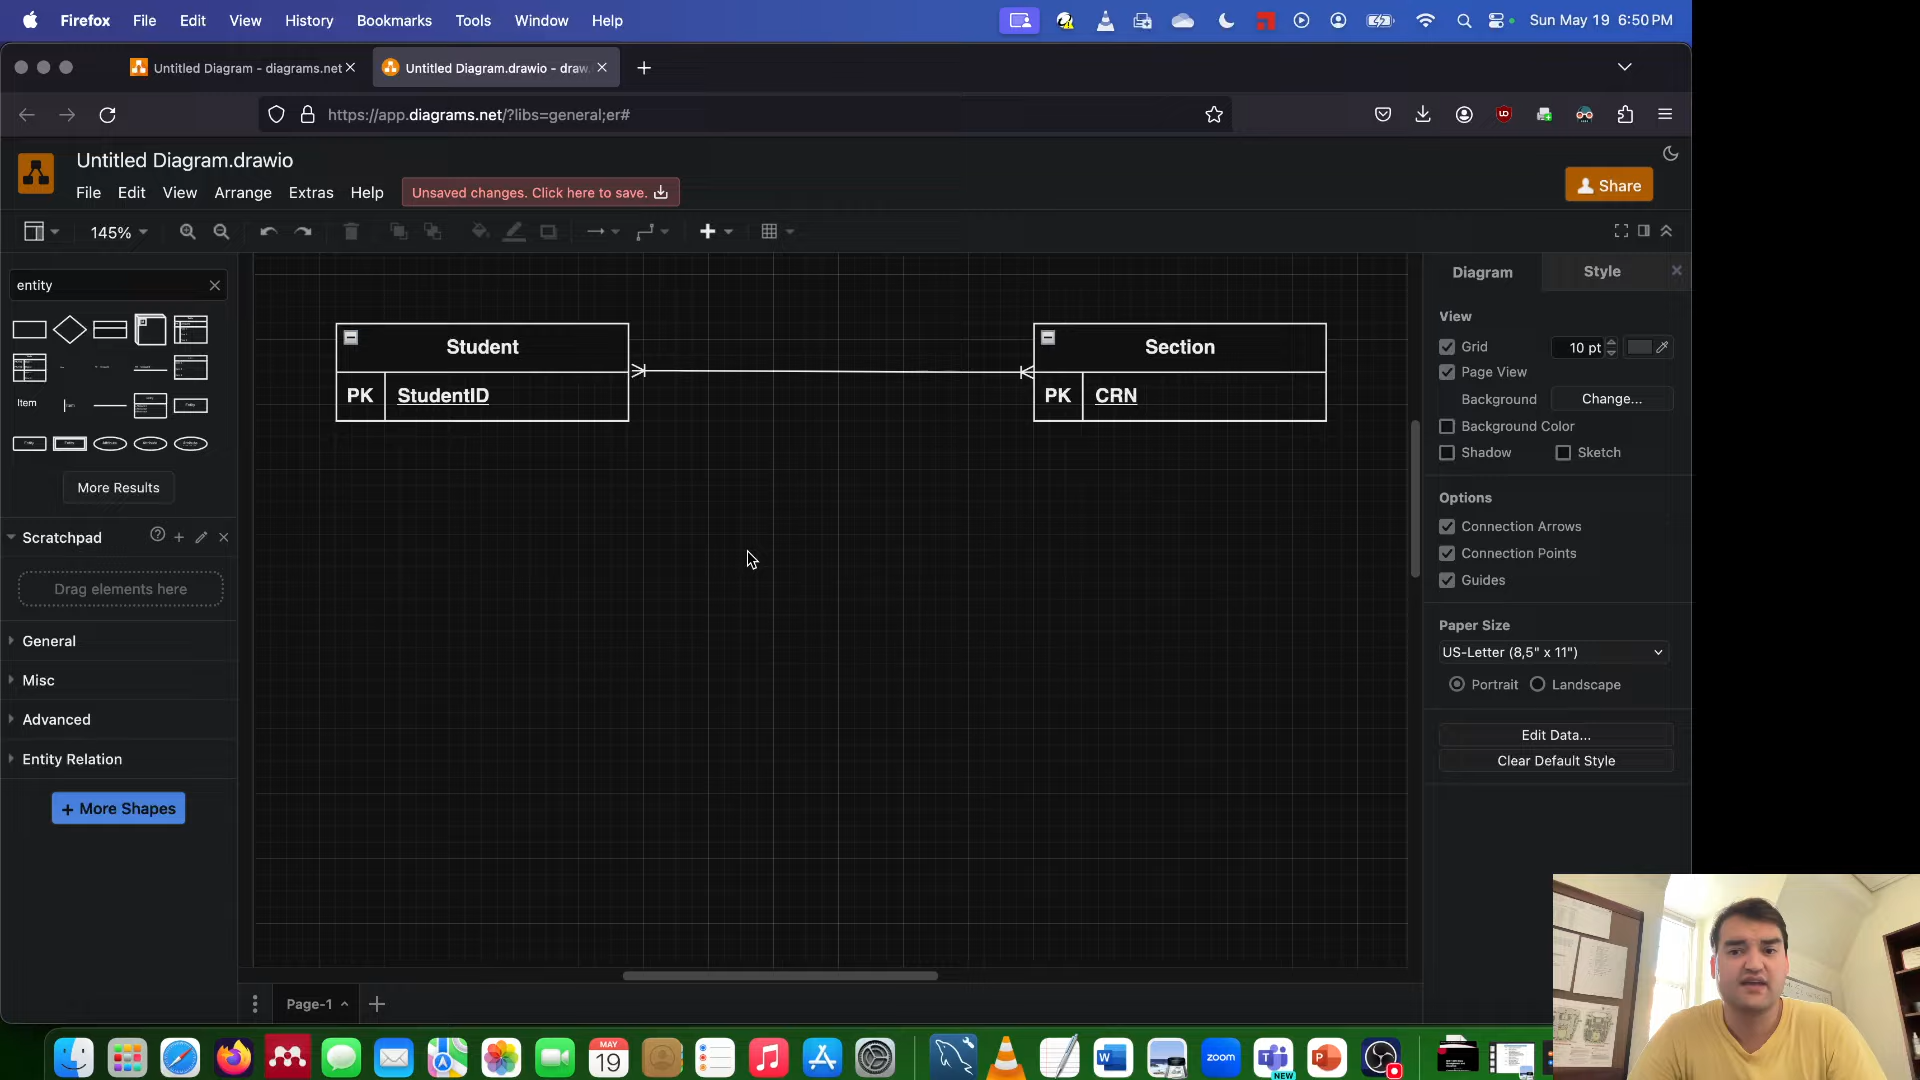 Firefox File Edit View History Bookmarks Tools Window Help Sun May 19 6:50 PM
Untitled Diagram - diagrams.net Untitled Diagram.drawio - draw.
https://app.diagrams.net/?libs=general;er#
Untitled Diagram.drawio
File Edit View Arrange Extras Help Unsaved changes. Click here to save. Share
145%
entity
Item
More Results
Scratchpad
Drag elements here
General
Misc
Advanced
Entity Relation
+ More Shapes
Student
PK StudentID
Section
PK CRN
Diagram Style
View
Grid 10 pt
Page View
Background Change...
Background Color
Shadow Sketch
Options
Connection Arrows
Connection Points
Guides
Paper Size
US-Letter (8,5" x 11")
Portrait Landscape
Edit Data...
Clear Default Style
Page-1
MAY
19
zoom
NEW